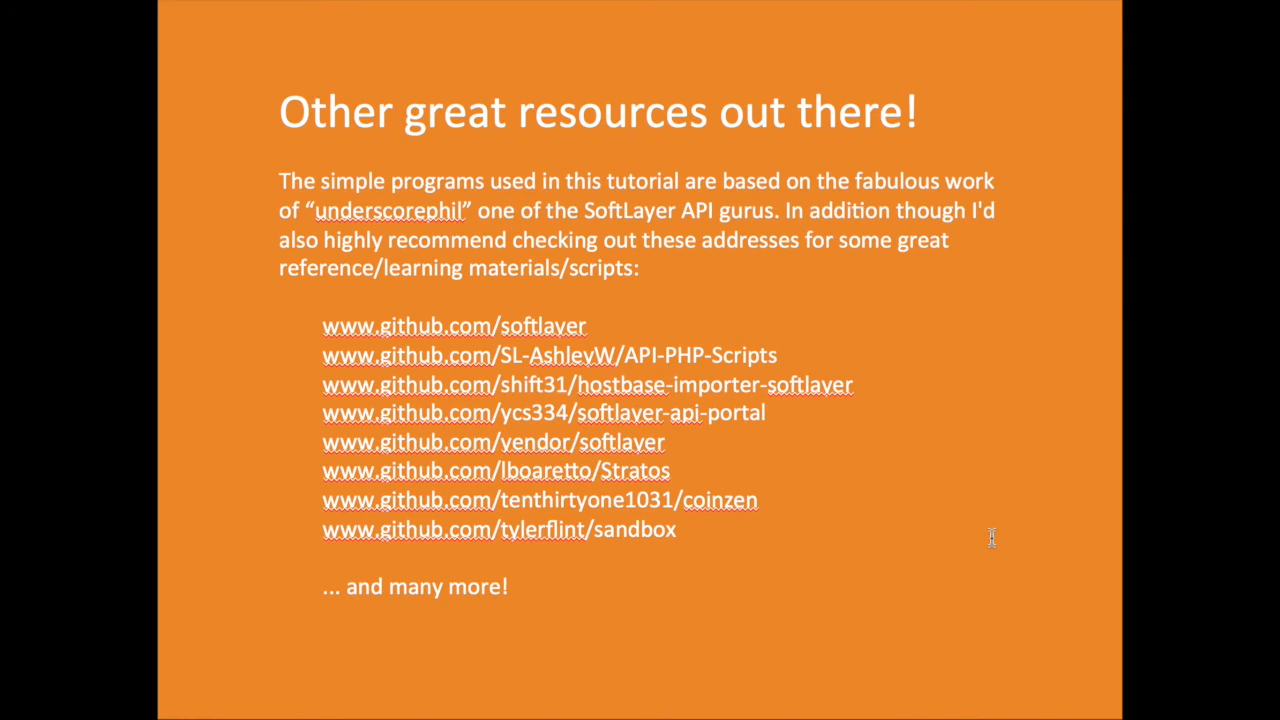 Other great resources out there!
The simple programs used in this tutorial are based on the fabulous work
of “underscorephil” one of the SoftLayer API gurus. In addition though I'd
also highly recommend checking out these addresses for some great
reference/learning materials/scripts:
www.github.com/softlayer
www.github.com/SL-AshleyW/API-PHP-Scripts
www.github.com/shift31/hostbase-importer-softlayer
www.github.com/ycs334/softlayer-api-portal
www.github.com/vendor/softlayer
www.github.com/lboaretto/Stratos
www.github.com/tenthirtyone1031/coinzen
www.github.com/tylerflint/sandbox
... and many more!